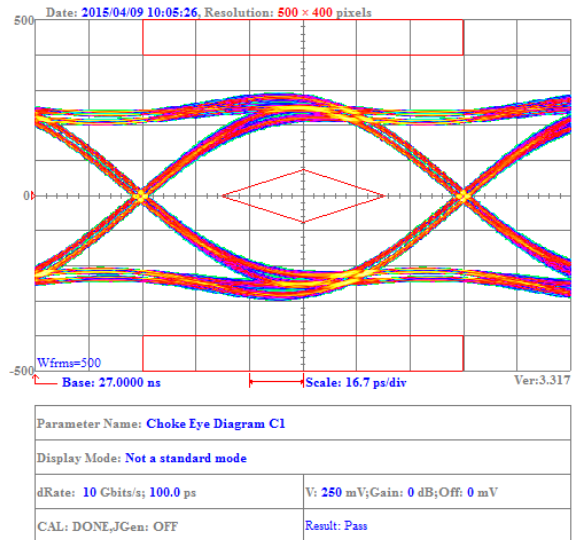 Date: 2015/04/09 10:05:26, Resolution: 500 × 400 pixels
500
0
-500
Wfrms=500
Base: 27.0000 ns
Scale: 16.7 ps/div
Ver:3.317
Parameter Name: Choke Eye Diagram C1
Display Mode: Not a standard mode
dRate: 10 Gbits/s; 100.0 ps
V: 250 mV;Gain: 0 dB;Off: 0 mV
CAL: DONE,JGen: OFF
Result: Pass